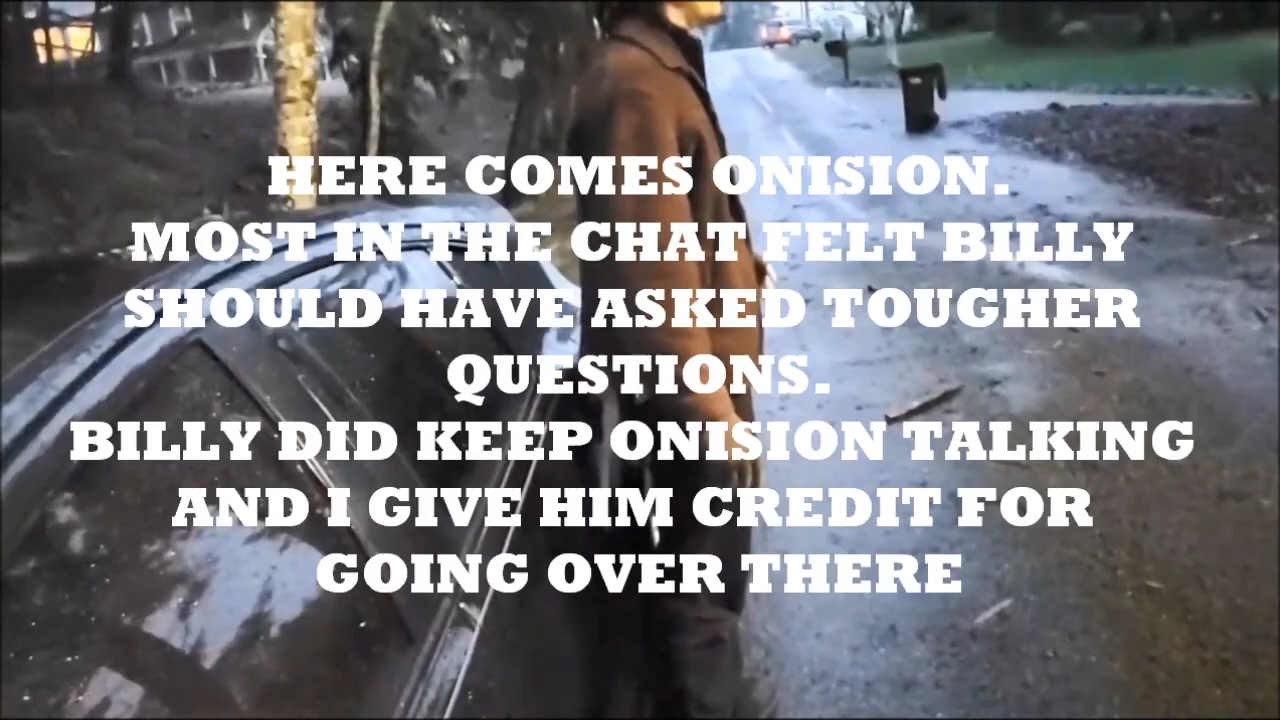 HERE COMES ONISION.
MOST IN THE CHAT FELT BILLY
SHOULD HAVE ASKED TOUGHER
QUESTIONS.
BILLY DID KEEP ONISION TALKING
AND I GIVE HIM CREDIT FOR
GOING OVER THERE